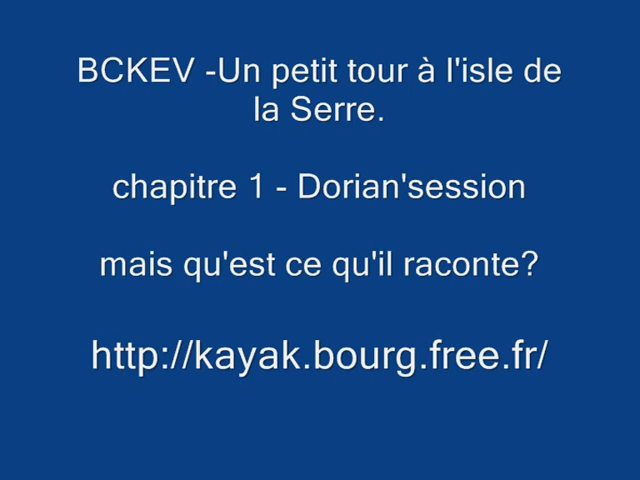 BCKEV -Un petit tour à l'isle de
la Serre.
chapitre 1 - Dorian'session
mais qu'est ce qu'il raconte?
http://kayak.bourg.free.fr/